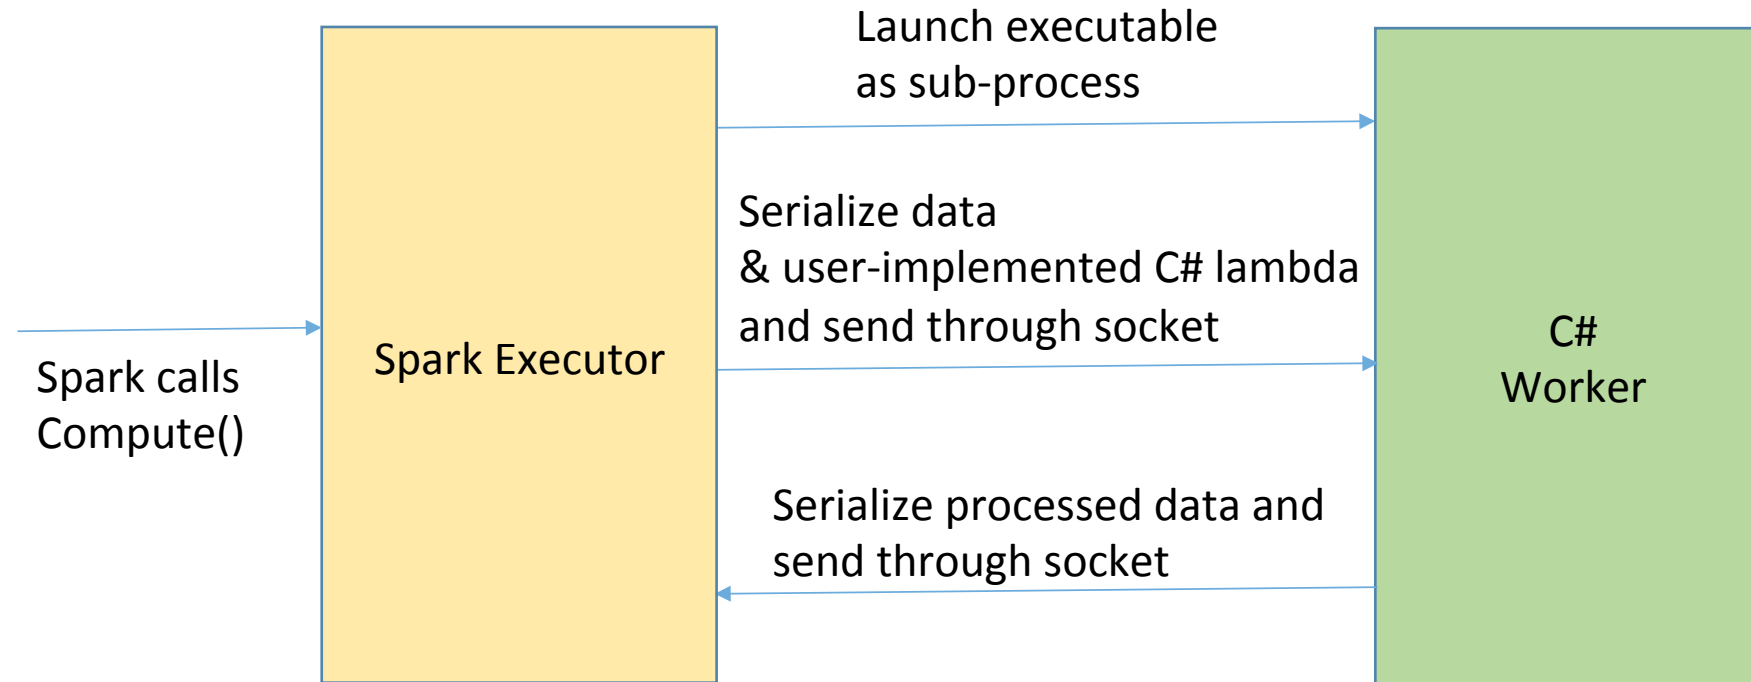 Launch executable
as sub-process
Serialize data
& user-implemented C# lambda
and send through socket
Spark Executor
C#
Worker
Spark calls
Compute()
Serialize processed data and
send through socket